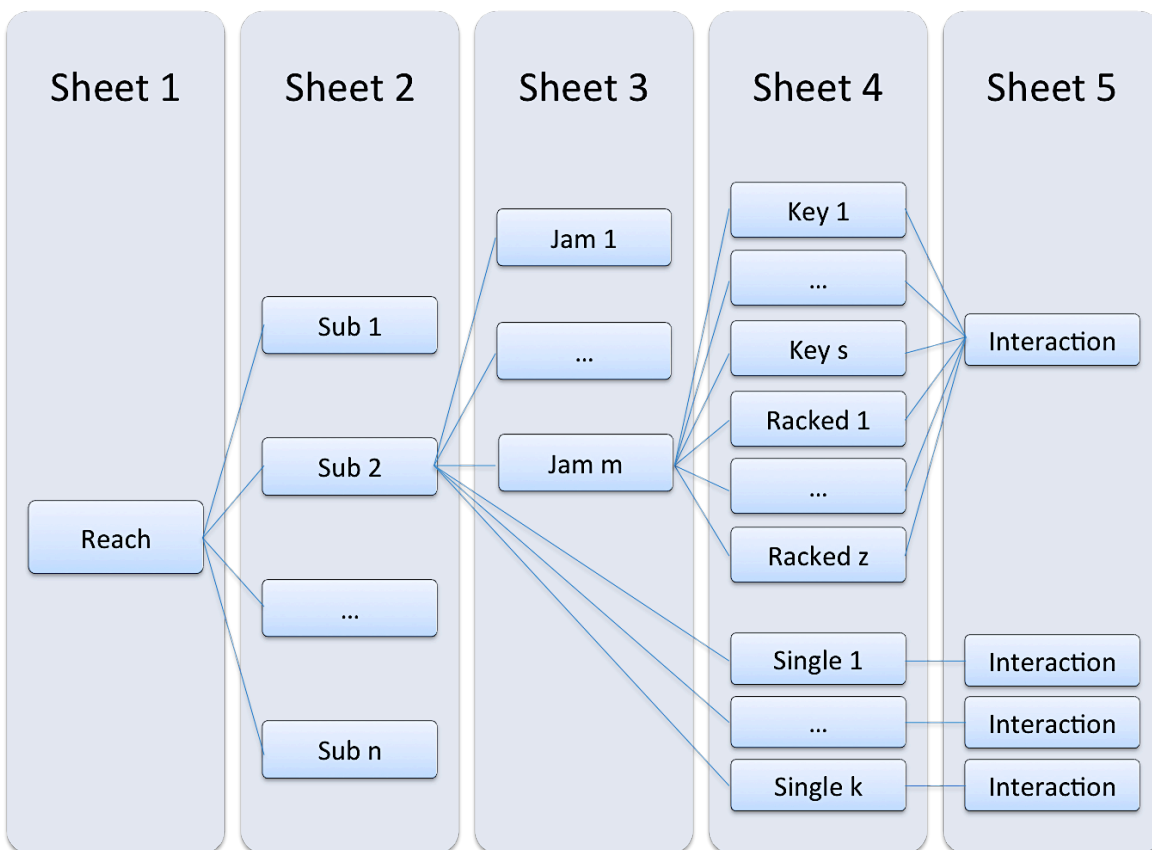 Sheet 1
Sheet 2
Sheet 3
Sheet 4
Sheet 5
Reach
Sub 1
Sub 2
...
Sub n
Jam 1
...
Jam m
Key 1
...
Key s
Racked 1
...
Racked z
Single 1
...
Single k
Interaction
Interaction
Interaction
Interaction